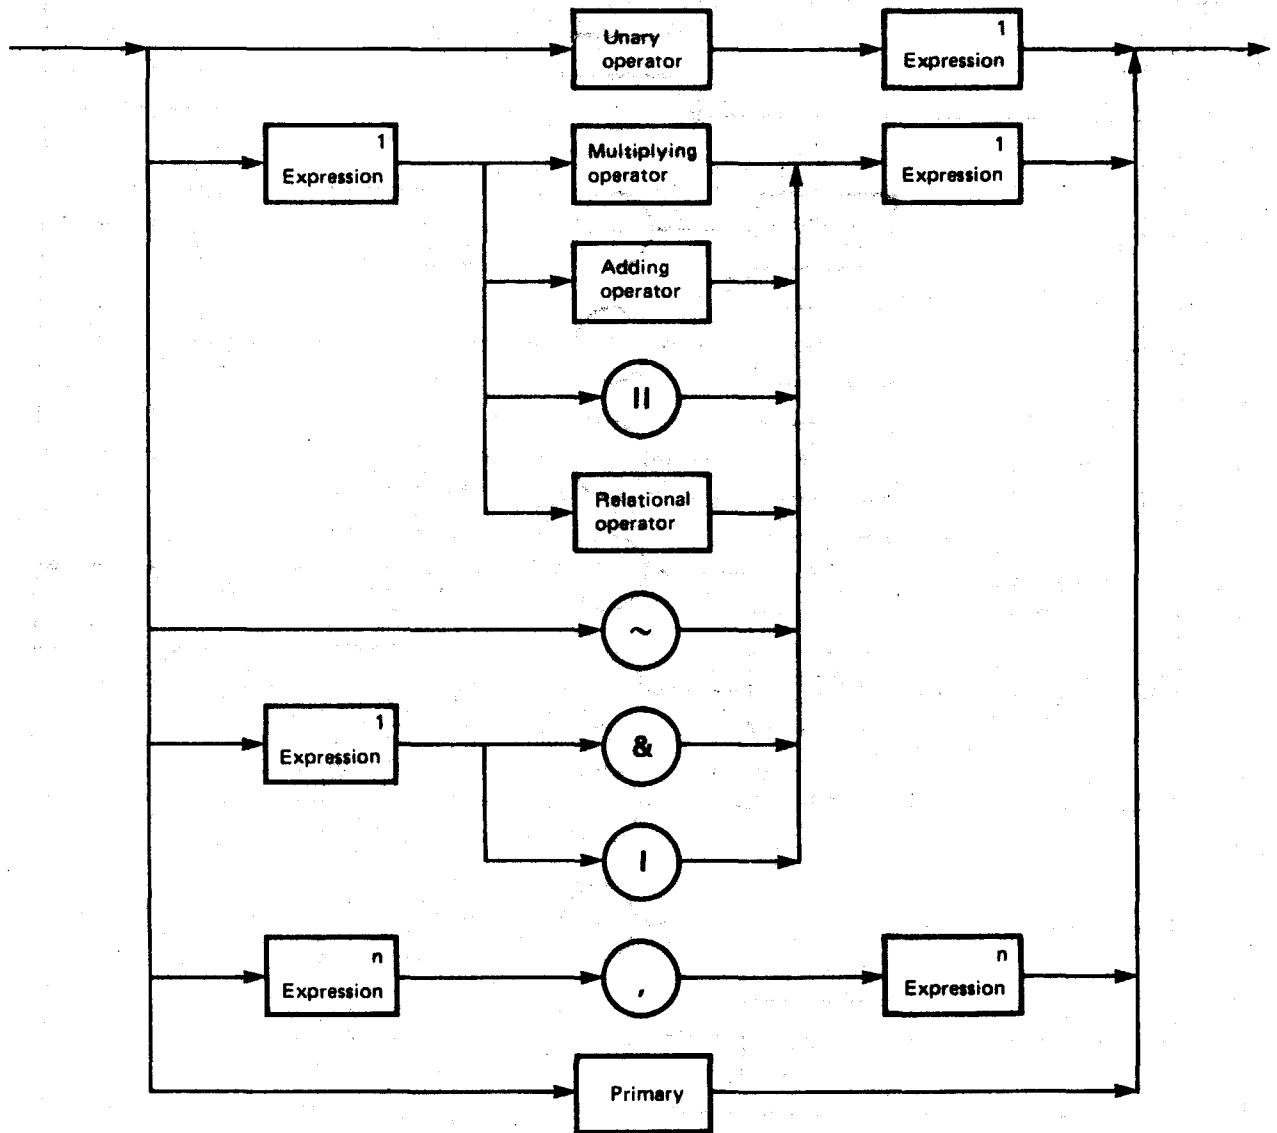 Unary
operator
1
Expression
1
Expression
Multiplying
operator
1
Expression
Adding
operator
||
Relational
operator
~
1
Expression
&
|
n
Expression
,
n
Expression
Primary